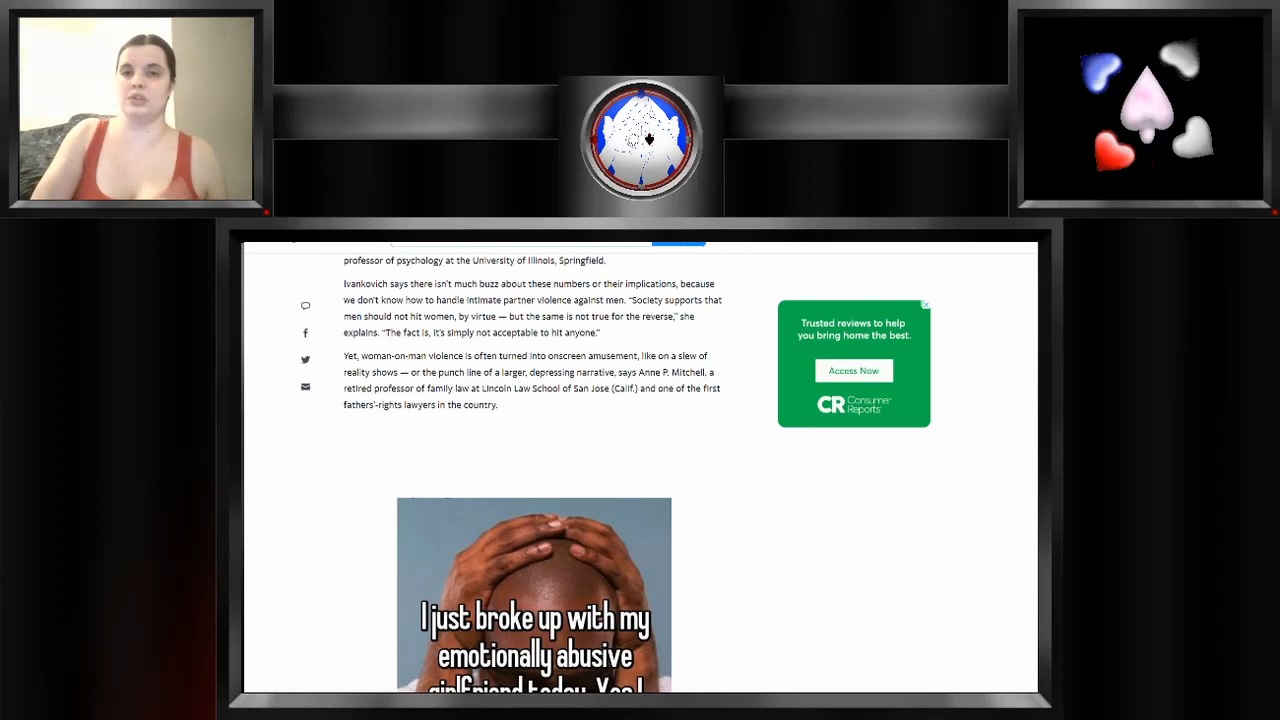 professor of psychology at the University of Illinois, Springfield.
Ivankovich says there isn't much buzz about these numbers or their implications, because
we don't know how to handle intimate partner violence against men. “Society supports that
men should not hit women, by virtue — but the same is not true for the reverse,” she
explains. “The fact is, it's simply not acceptable to hit anyone.”
Yet, woman-on-man violence is often turned into onscreen amusement, like on a slew of
reality shows — or the punch line of a larger, depressing narrative, says Anne P. Mitchell, a
retired professor of family law at Lincoln Law School of San Jose (Calif.) and one of the first
fathers'-rights lawyers in the country.
Trusted reviews to help
you bring home the best.
Access Now
CR Consumer
Reports
I just broke up with my
emotionally abusive
girlfriend today. Yes I